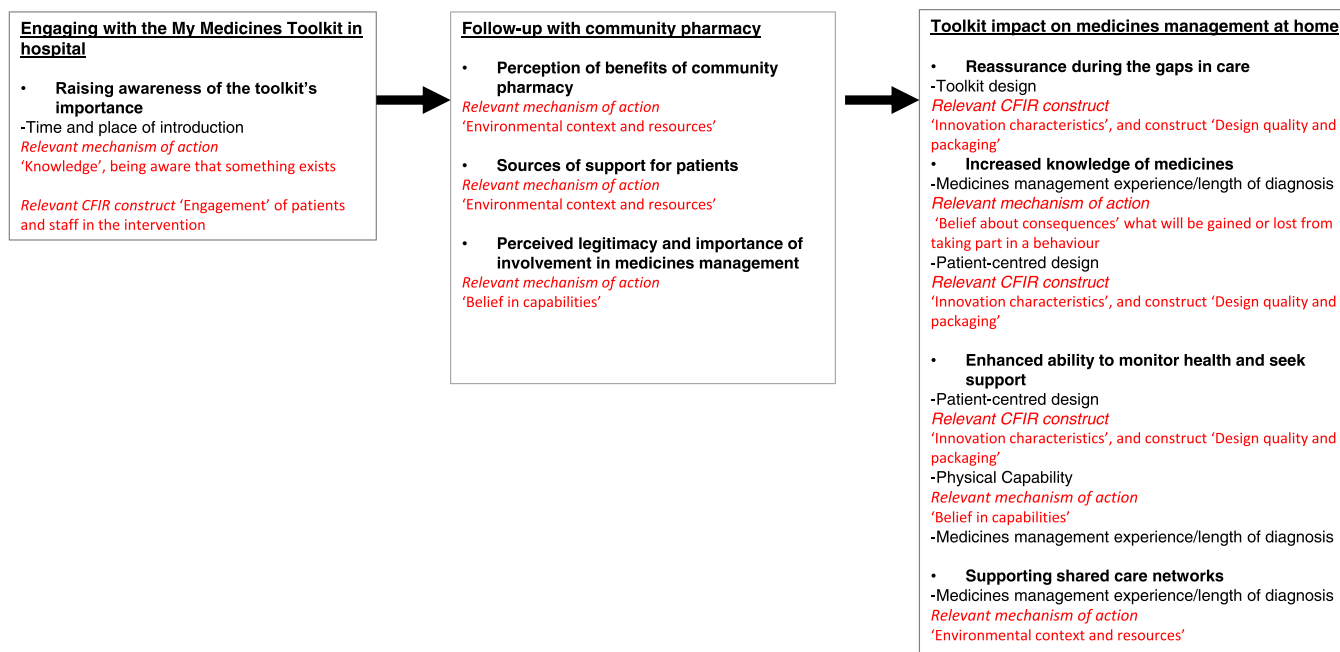 Engaging with the My Medicines Toolkit in
hospital
• Raising awareness of the toolkit's
importance
-Time and place of introduction
Relevant mechanism of action
'Knowledge', being aware that something exists
Relevant CFIR construct 'Engagement' of patients
and staff in the intervention
Follow-up with community pharmacy
• Perception of benefits of community
pharmacy
Relevant mechanism of action
'Environmental context and resources'
• Sources of support for patients
Relevant mechanism of action
'Environmental context and resources'
• Perceived legitimacy and importance of
involvement in medicines management
Relevant mechanism of action
'Belief in capabilities'
Toolkit impact on medicines management at home
• Reassurance during the gaps in care
-Toolkit design
Relevant CFIR construct
'Innovation characteristics', and construct 'Design quality and
packaging'
• Increased knowledge of medicines
-Medicines management experience/length of diagnosis
Relevant mechanism of action
'Belief about consequences' what will be gained or lost from
taking part in a behaviour
-Patient-centred design
Relevant CFIR construct
'Innovation characteristics', and construct 'Design quality and
packaging'
• Enhanced ability to monitor health and seek
support
-Patient-centred design
Relevant CFIR construct
'Innovation characteristics', and construct 'Design quality and
packaging'
-Physical Capability
Relevant mechanism of action
'Belief in capabilities'
-Medicines management experience/length of diagnosis
• Supporting shared care networks
-Medicines management experience/length of diagnosis
Relevant mechanism of action
'Environmental context and resources'